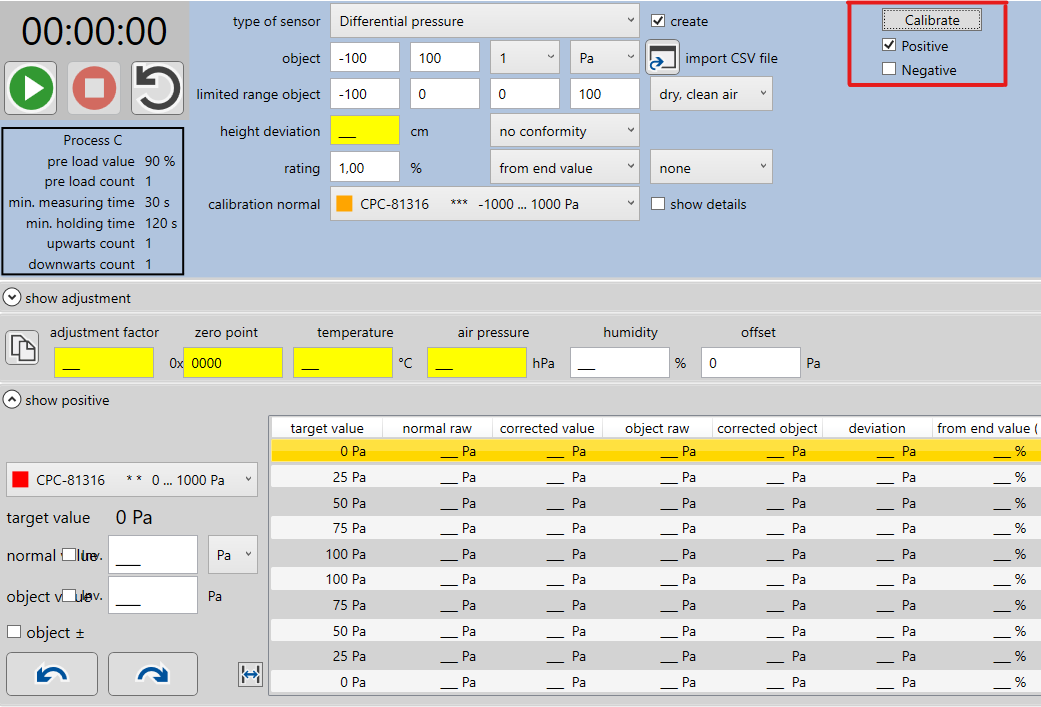 00:00:00
type of sensor Differential pressure create
object -100 100 1 Pa import CSV file
limited range object -100 0 0 100 dry, clean air
height deviation __ cm no conformity
rating 1,00 % from end value none
calibration normal CPC-81316 *** -1000 ... 1000 Pa show details
Calibrate
Positive
Negative
Process C
pre load value 90 %
pre load count 1
min. measuring time 30 s
min. holding time 120 s
upwarts count 1
downwarts count 1
show adjustment
adjustment factor zero point temperature air pressure humidity offset
__ 0x 0000 __ °C __ hPa __ % 0 Pa
show positive
CPC-81316 * * 0 ... 1000 Pa
target value 0 Pa
normal value Inv. ___ Pa
object value Inv. ___ Pa
object ±
target value normal raw corrected value object raw corrected object deviation from end value (
0 Pa __ Pa __ Pa __ Pa __ Pa __ Pa __ %
25 Pa __ Pa __ Pa __ Pa __ Pa __ Pa __ %
50 Pa __ Pa __ Pa __ Pa __ Pa __ Pa __ %
75 Pa __ Pa __ Pa __ Pa __ Pa __ Pa __ %
100 Pa __ Pa __ Pa __ Pa __ Pa __ Pa __ %
100 Pa __ Pa __ Pa __ Pa __ Pa __ Pa __ %
75 Pa __ Pa __ Pa __ Pa __ Pa __ Pa __ %
50 Pa __ Pa __ Pa __ Pa __ Pa __ Pa __ %
25 Pa __ Pa __ Pa __ Pa __ Pa __ Pa __ %
0 Pa __ Pa __ Pa __ Pa __ Pa __ Pa __ %